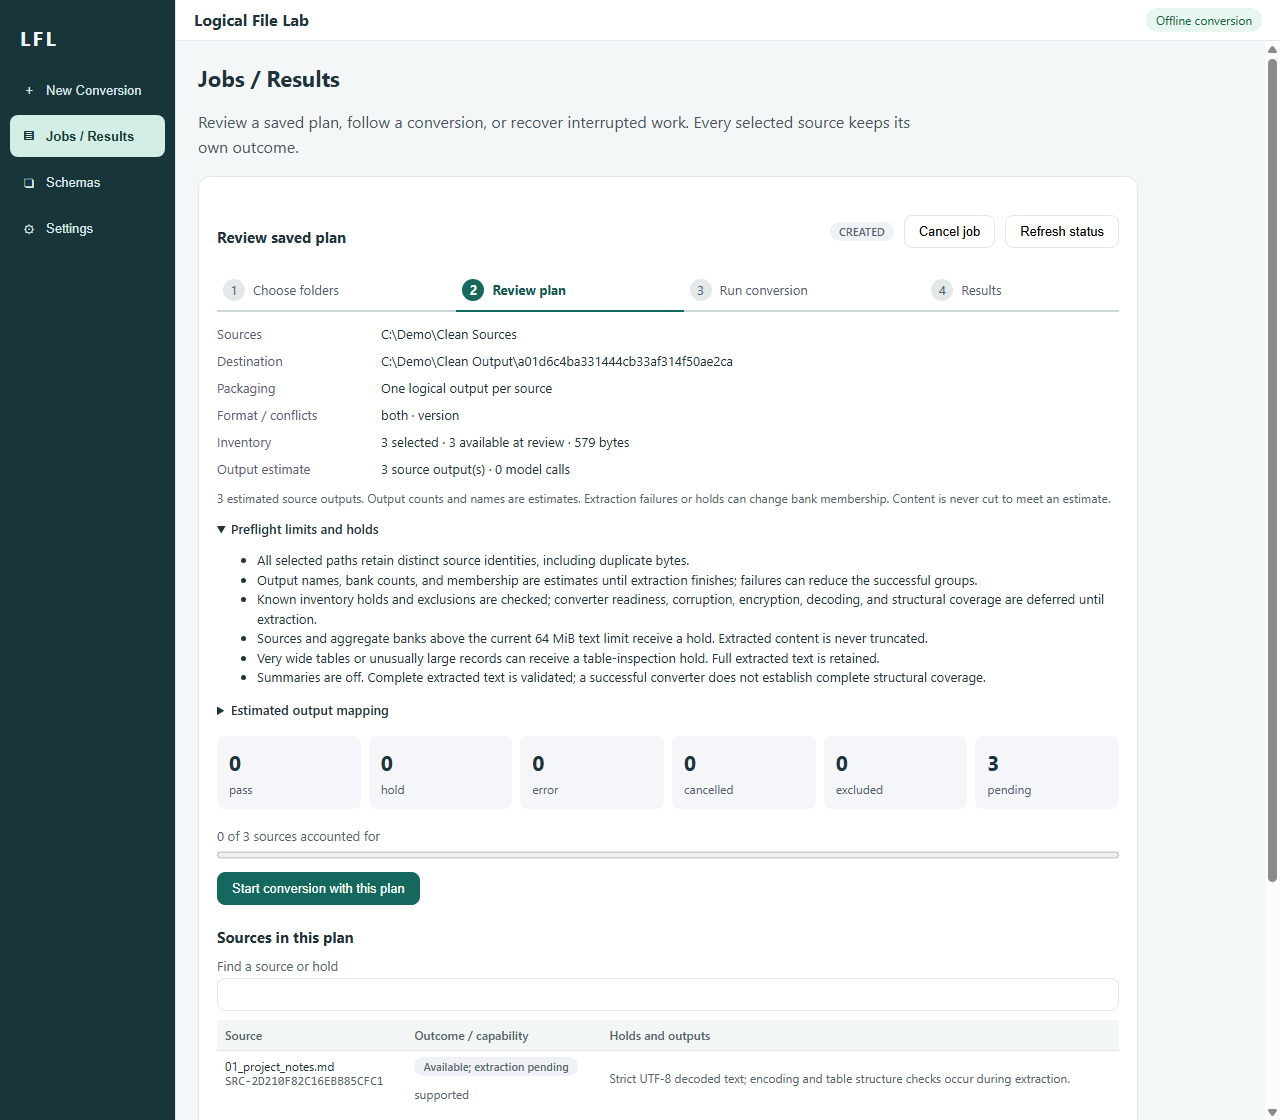 LFL
+ New Conversion
Jobs / Results
Schemas
Settings
Logical File Lab
Offline conversion
Jobs / Results
Review a saved plan, follow a conversion, or recover interrupted work. Every selected source keeps its
own outcome.
Review saved plan
CREATED
Cancel job
Refresh status
1 Choose folders
2 Review plan
3 Run conversion
4 Results
Sources C:\Demo\Clean Sources
Destination C:\Demo\Clean Output\a01d6c4ba331444cb33af314f50ae2ca
Packaging One logical output per source
Format / conflicts both · version
Inventory 3 selected · 3 available at review · 579 bytes
Output estimate 3 source output(s) · 0 model calls
3 estimated source outputs. Output counts and names are estimates. Extraction failures or holds can change bank membership. Content is never cut to meet an estimate.
▼ Preflight limits and holds
• All selected paths retain distinct source identities, including duplicate bytes.
• Output names, bank counts, and membership are estimates until extraction finishes; failures can reduce the successful groups.
• Known inventory holds and exclusions are checked; converter readiness, corruption, encryption, decoding, and structural coverage are deferred until
extraction.
• Sources and aggregate banks above the current 64 MiB text limit receive a hold. Extracted content is never truncated.
• Very wide tables or unusually large records can receive a table-inspection hold. Full extracted text is retained.
• Summaries are off. Complete extracted text is validated; a successful converter does not establish complete structural coverage.
▶ Estimated output mapping
0 0 0 0 0 3
pass hold error cancelled excluded pending
0 of 3 sources accounted for
Start conversion with this plan
Sources in this plan
Find a source or hold
Source Outcome / capability Holds and outputs
01_project_notes.md
SRC-2D210F82C16EBB85CFC1
Available; extraction pending
supported
Strict UTF-8 decoded text; encoding and table structure checks occur during extraction.